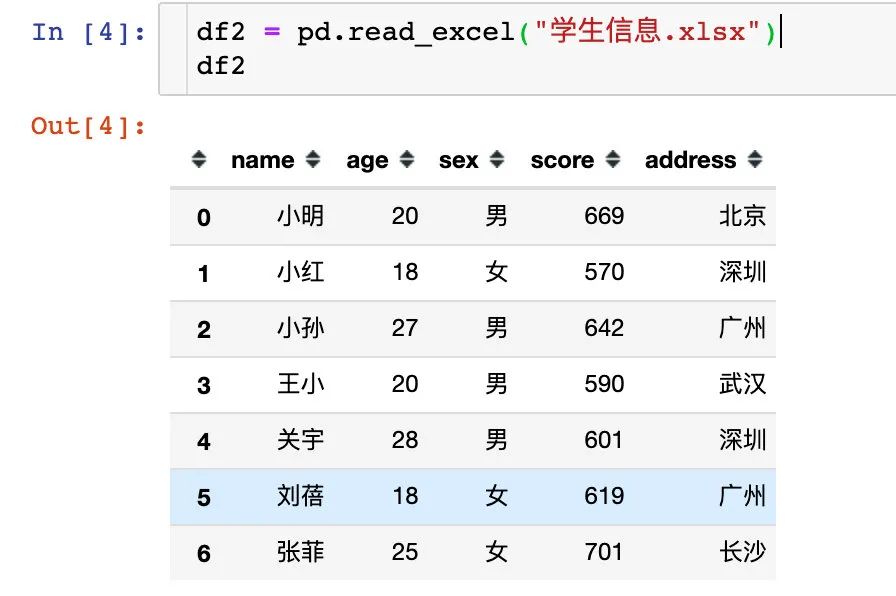 In [4]: df2 = pd.read_excel("学生信息.xlsx")
df2
Out[4]:
name age sex score address
0 小明 20 男 669 北京
1 小红 18 女 570 深圳
2 小孙 27 男 642 广州
3 王小 20 男 590 武汉
4 关宇 28 男 601 深圳
5 刘蓓 18 女 619 广州
6 张菲 25 女 701 长沙